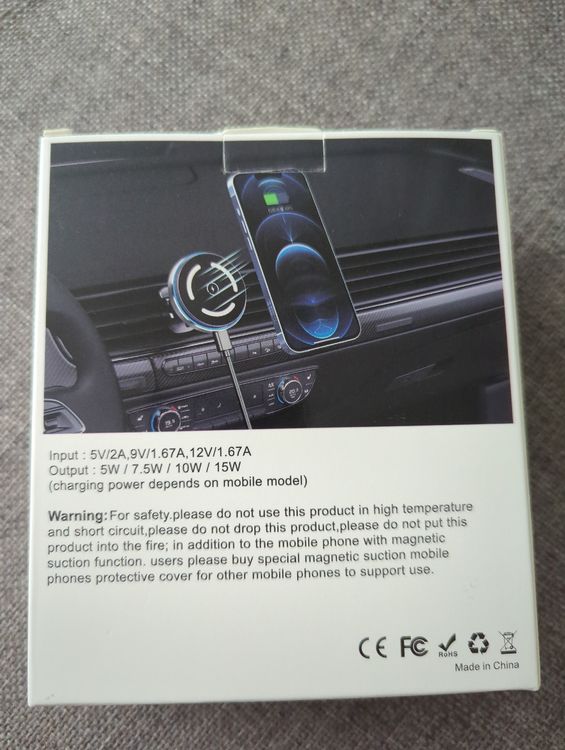 Input : 5V/2A,9V/1.67A,12V/1.67A
Output : 5W / 7.5W / 10W / 15W
(charging power depends on mobile model)
Warning:For safety.please do not use this product in high temperature
and short circuit,please do not drop this product,please do not put this
product into the fire; in addition to the mobile phone with magnetic
suction function. users please buy special magnetic suction mobile
phones protective cover for other mobile phones to support use.
CE FC RoHS
Made in China